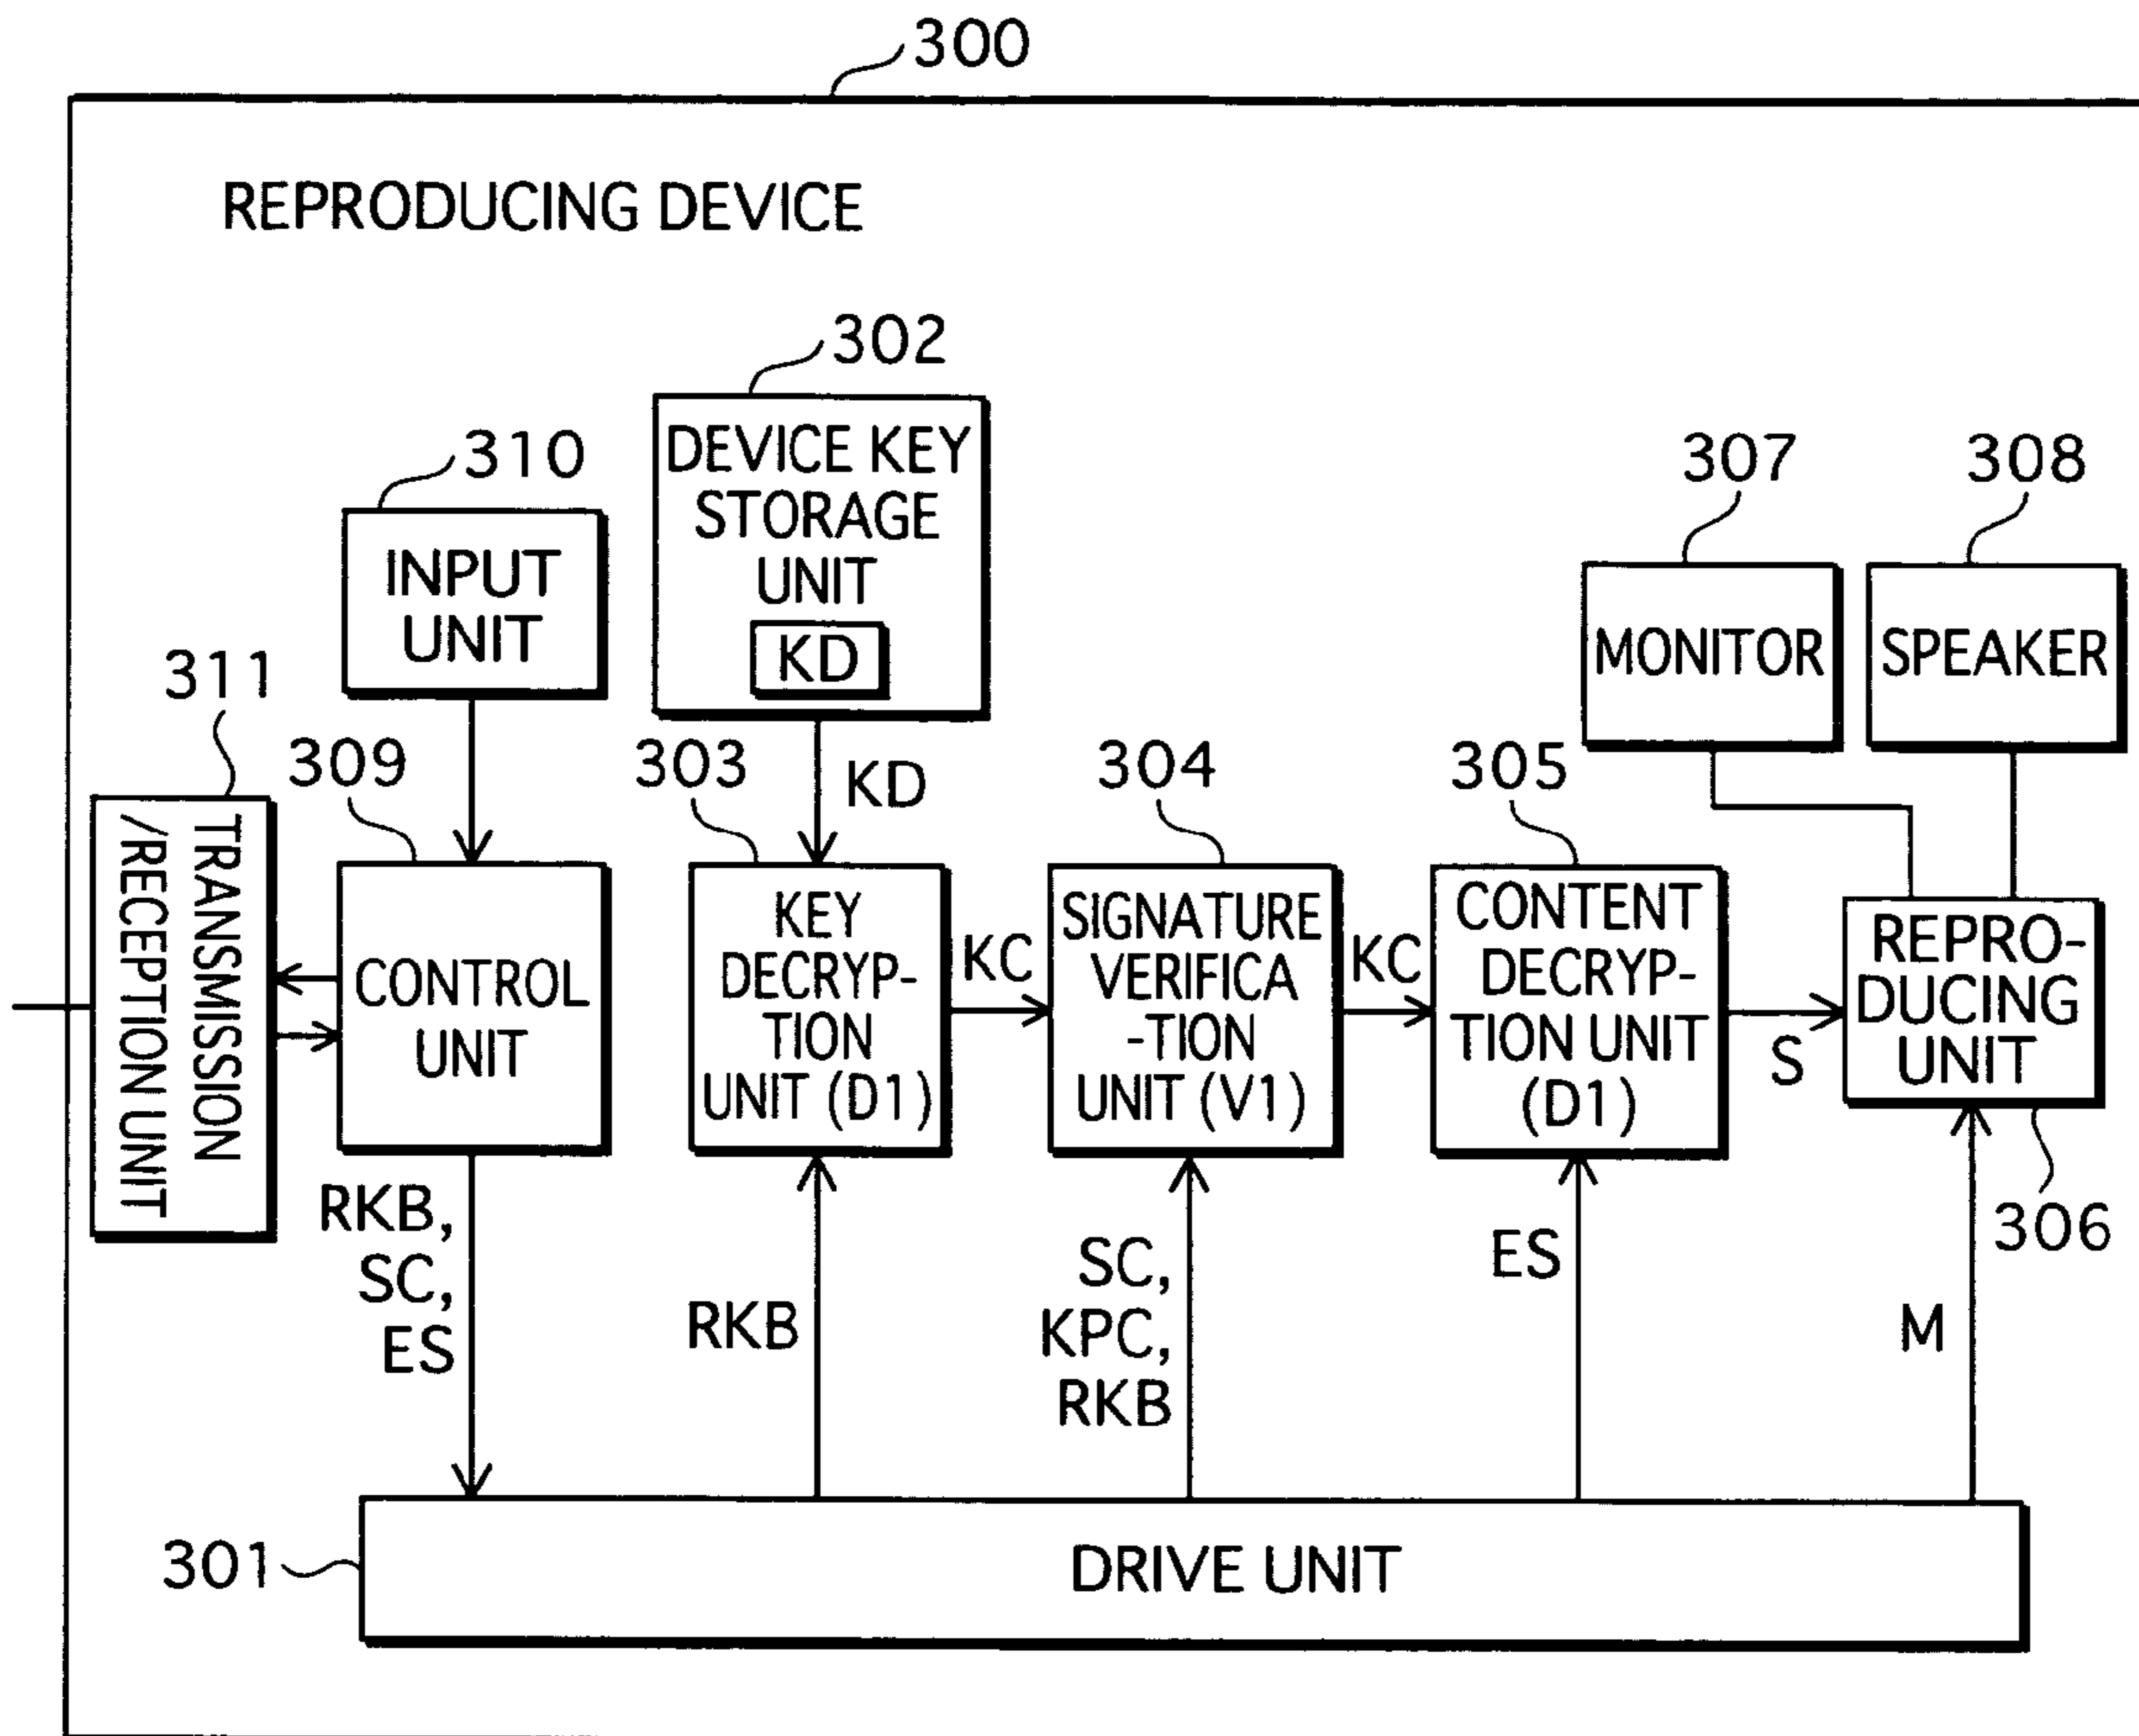 300
REPRODUCING DEVICE
302
DEVICE KEY
STORAGE
UNIT
KD
310
INPUT
UNIT
307
MONITOR
308
SPEAKER
311
TRANSMISSION
/RECEPTION UNIT
309
CONTROL
UNIT
303
KD
KEY
DECRYP-
TION
UNIT (D1)
KC
304
SIGNATURE
VERIFICA
-TION
UNIT (V1)
KC
305
CONTENT
DECRYP-
TION UNIT
(D1)
S
REPRO-
DUCING
UNIT
306
RKB,
SC,
ES
RKB
SC,
KPC,
RKB
ES
M
301
DRIVE UNIT